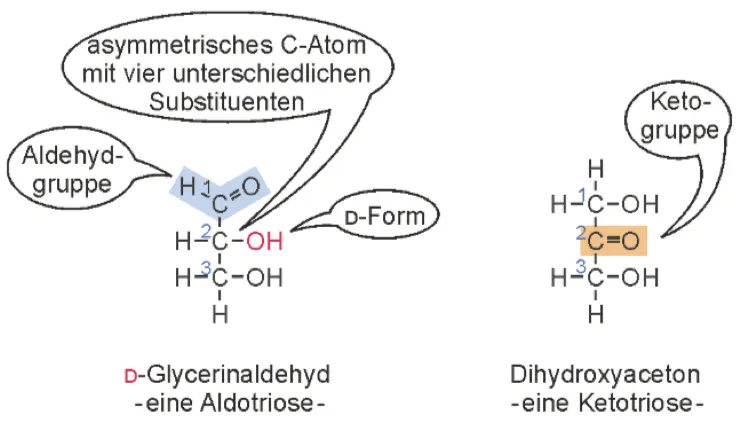 asymmetrisches C-Atom
mit vier unterschiedlichen
Substituenten
Aldehyd-
gruppe
H 1 C=O
2
H-C-OH
3
H-C-OH
H
D-Form
Keto-
gruppe
H
1
H-C-OH
2
C=O
3
H-C-OH
H
D-Glycerinaldehyd
-eine Aldotriose-
Dihydroxyaceton
-eine Ketotriose-